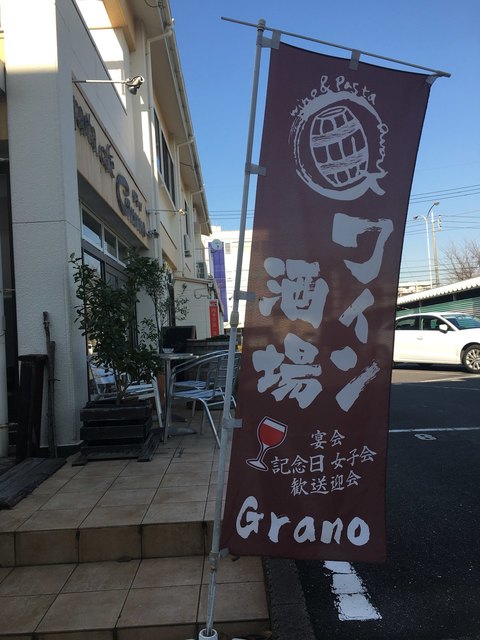 Wine & Pasta
ワイン
酒場
宴会
記念日 女子会
歓送迎会
Grano